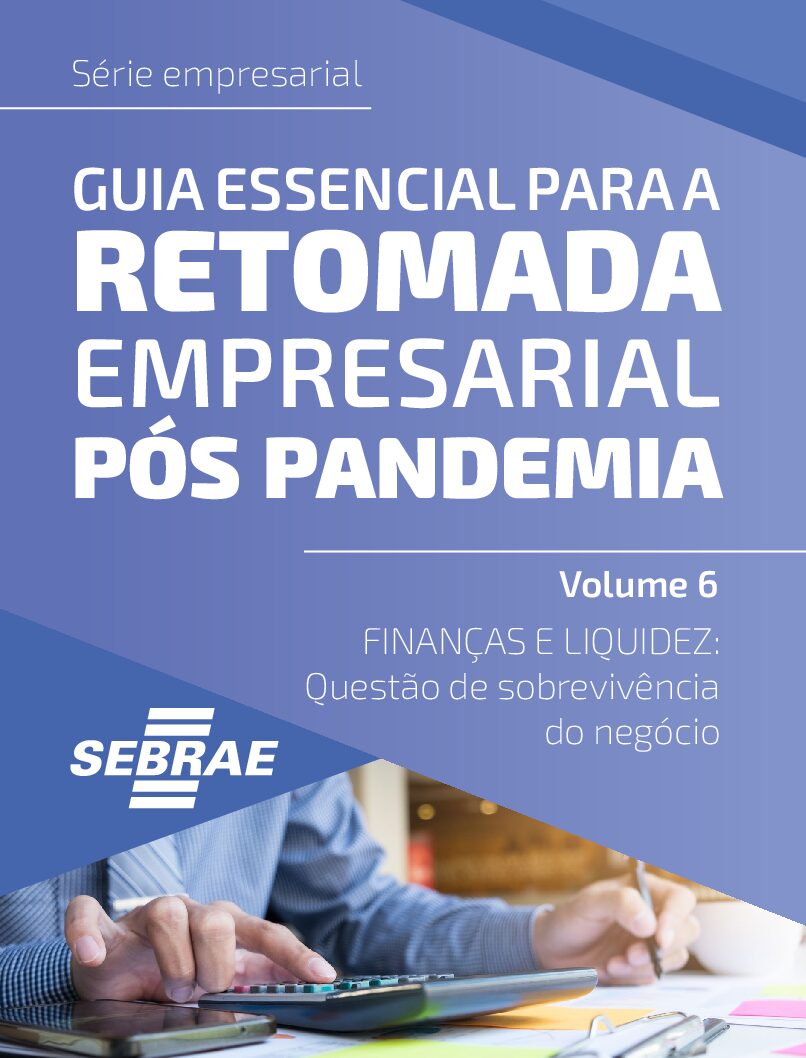 Série empresarial
GUIA ESSENCIAL PARA A
RETOMADA
EMPRESARIAL
PÓS PANDEMIA
Volume 6
FINANÇAS E LIQUIDEZ:
Questão de sobrevivência
do negócio
SEBRAE